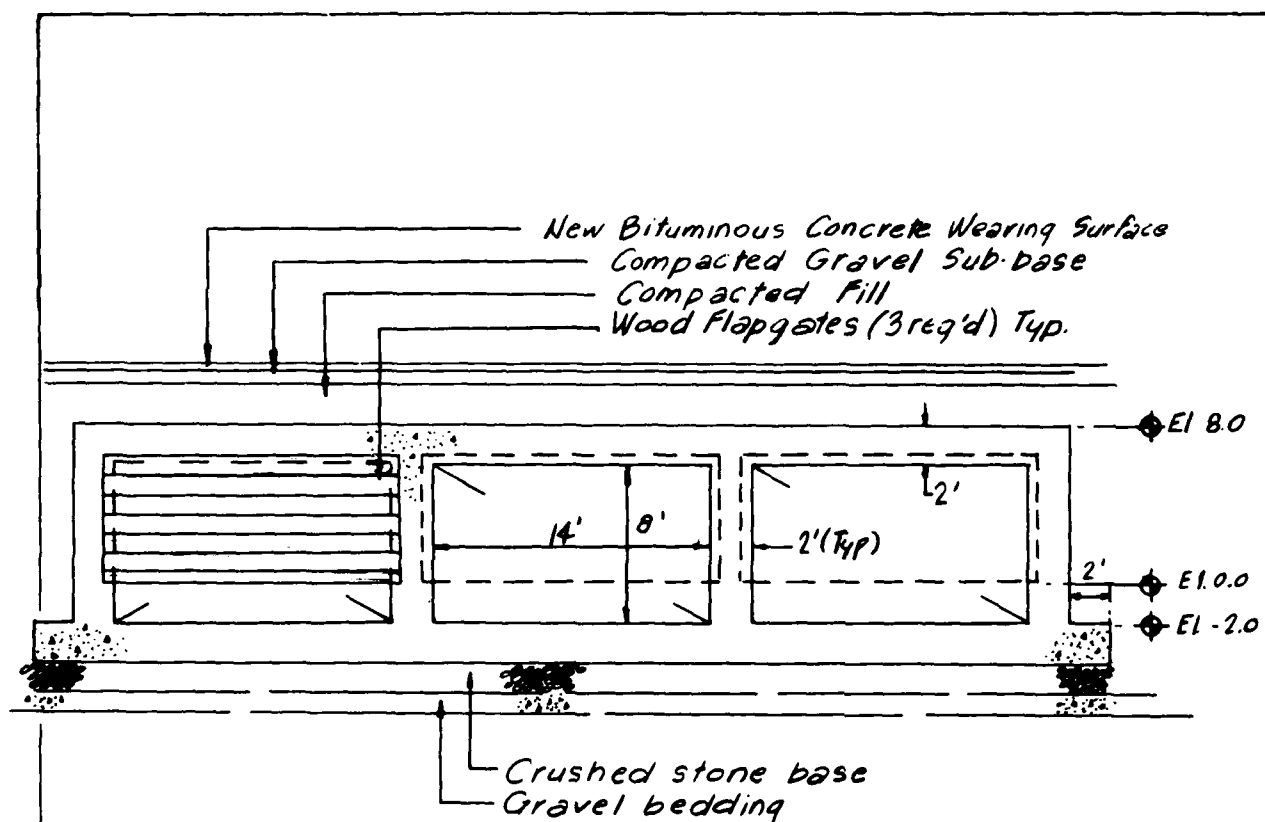 New Bituminous Concrete Wearing Surface
Compacted Gravel Sub-base
Compacted Fill
Wood Flapgates (3 req'd) Typ.
El 8.0
2'
14'
8'
2' (Typ)
2'
El. 0.0
El -2.0
Crushed stone base
Gravel bedding